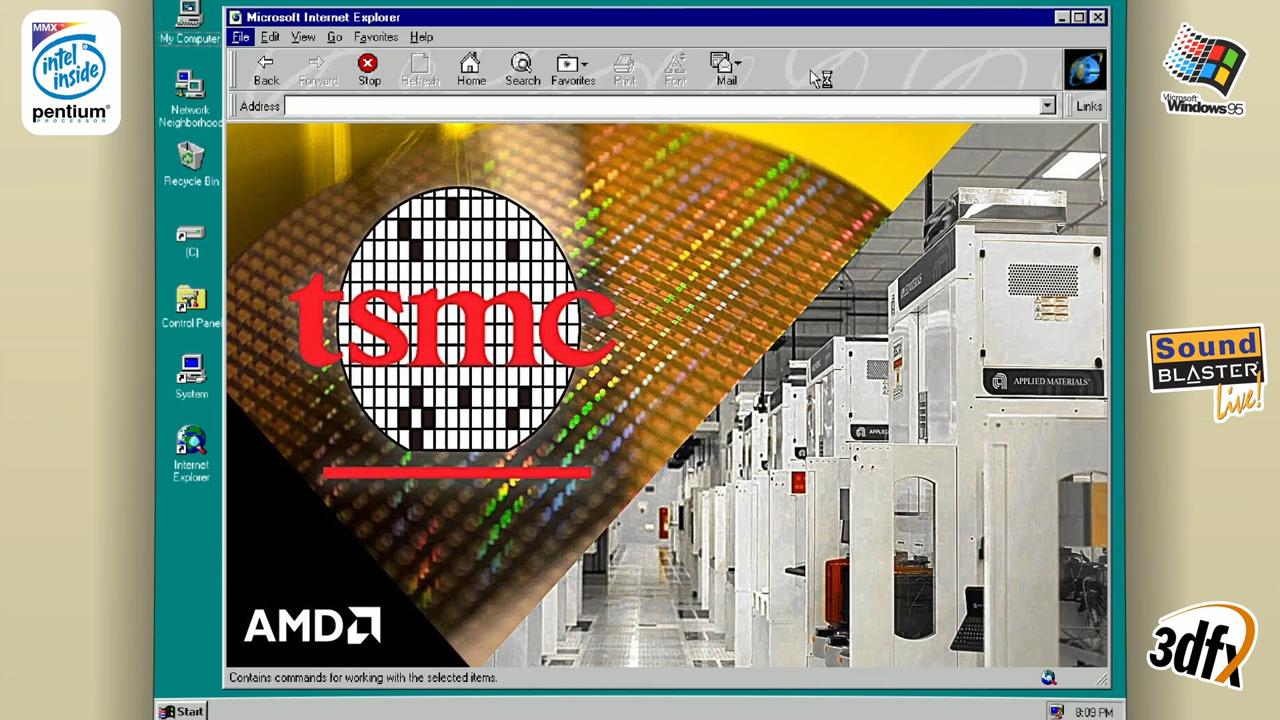 MMX™
intel
inside
pentium®
PROCESSOR
My Computer
Network
Neighborhood
Recycle Bin
(C)
Control Panel
System
Internet
Explorer
Microsoft Internet Explorer
File Edit View Go Favorites Help
Back Forward Stop Refresh Home Search Favorites Print Font Mail
Address
Links
tsmc
AMD
APPLIED MATERIALS®
Contains commands for working with the selected items.
Start
8:09 PM
Microsoft
Windows 95
Sound
BLASTER®
Live!
3dfx